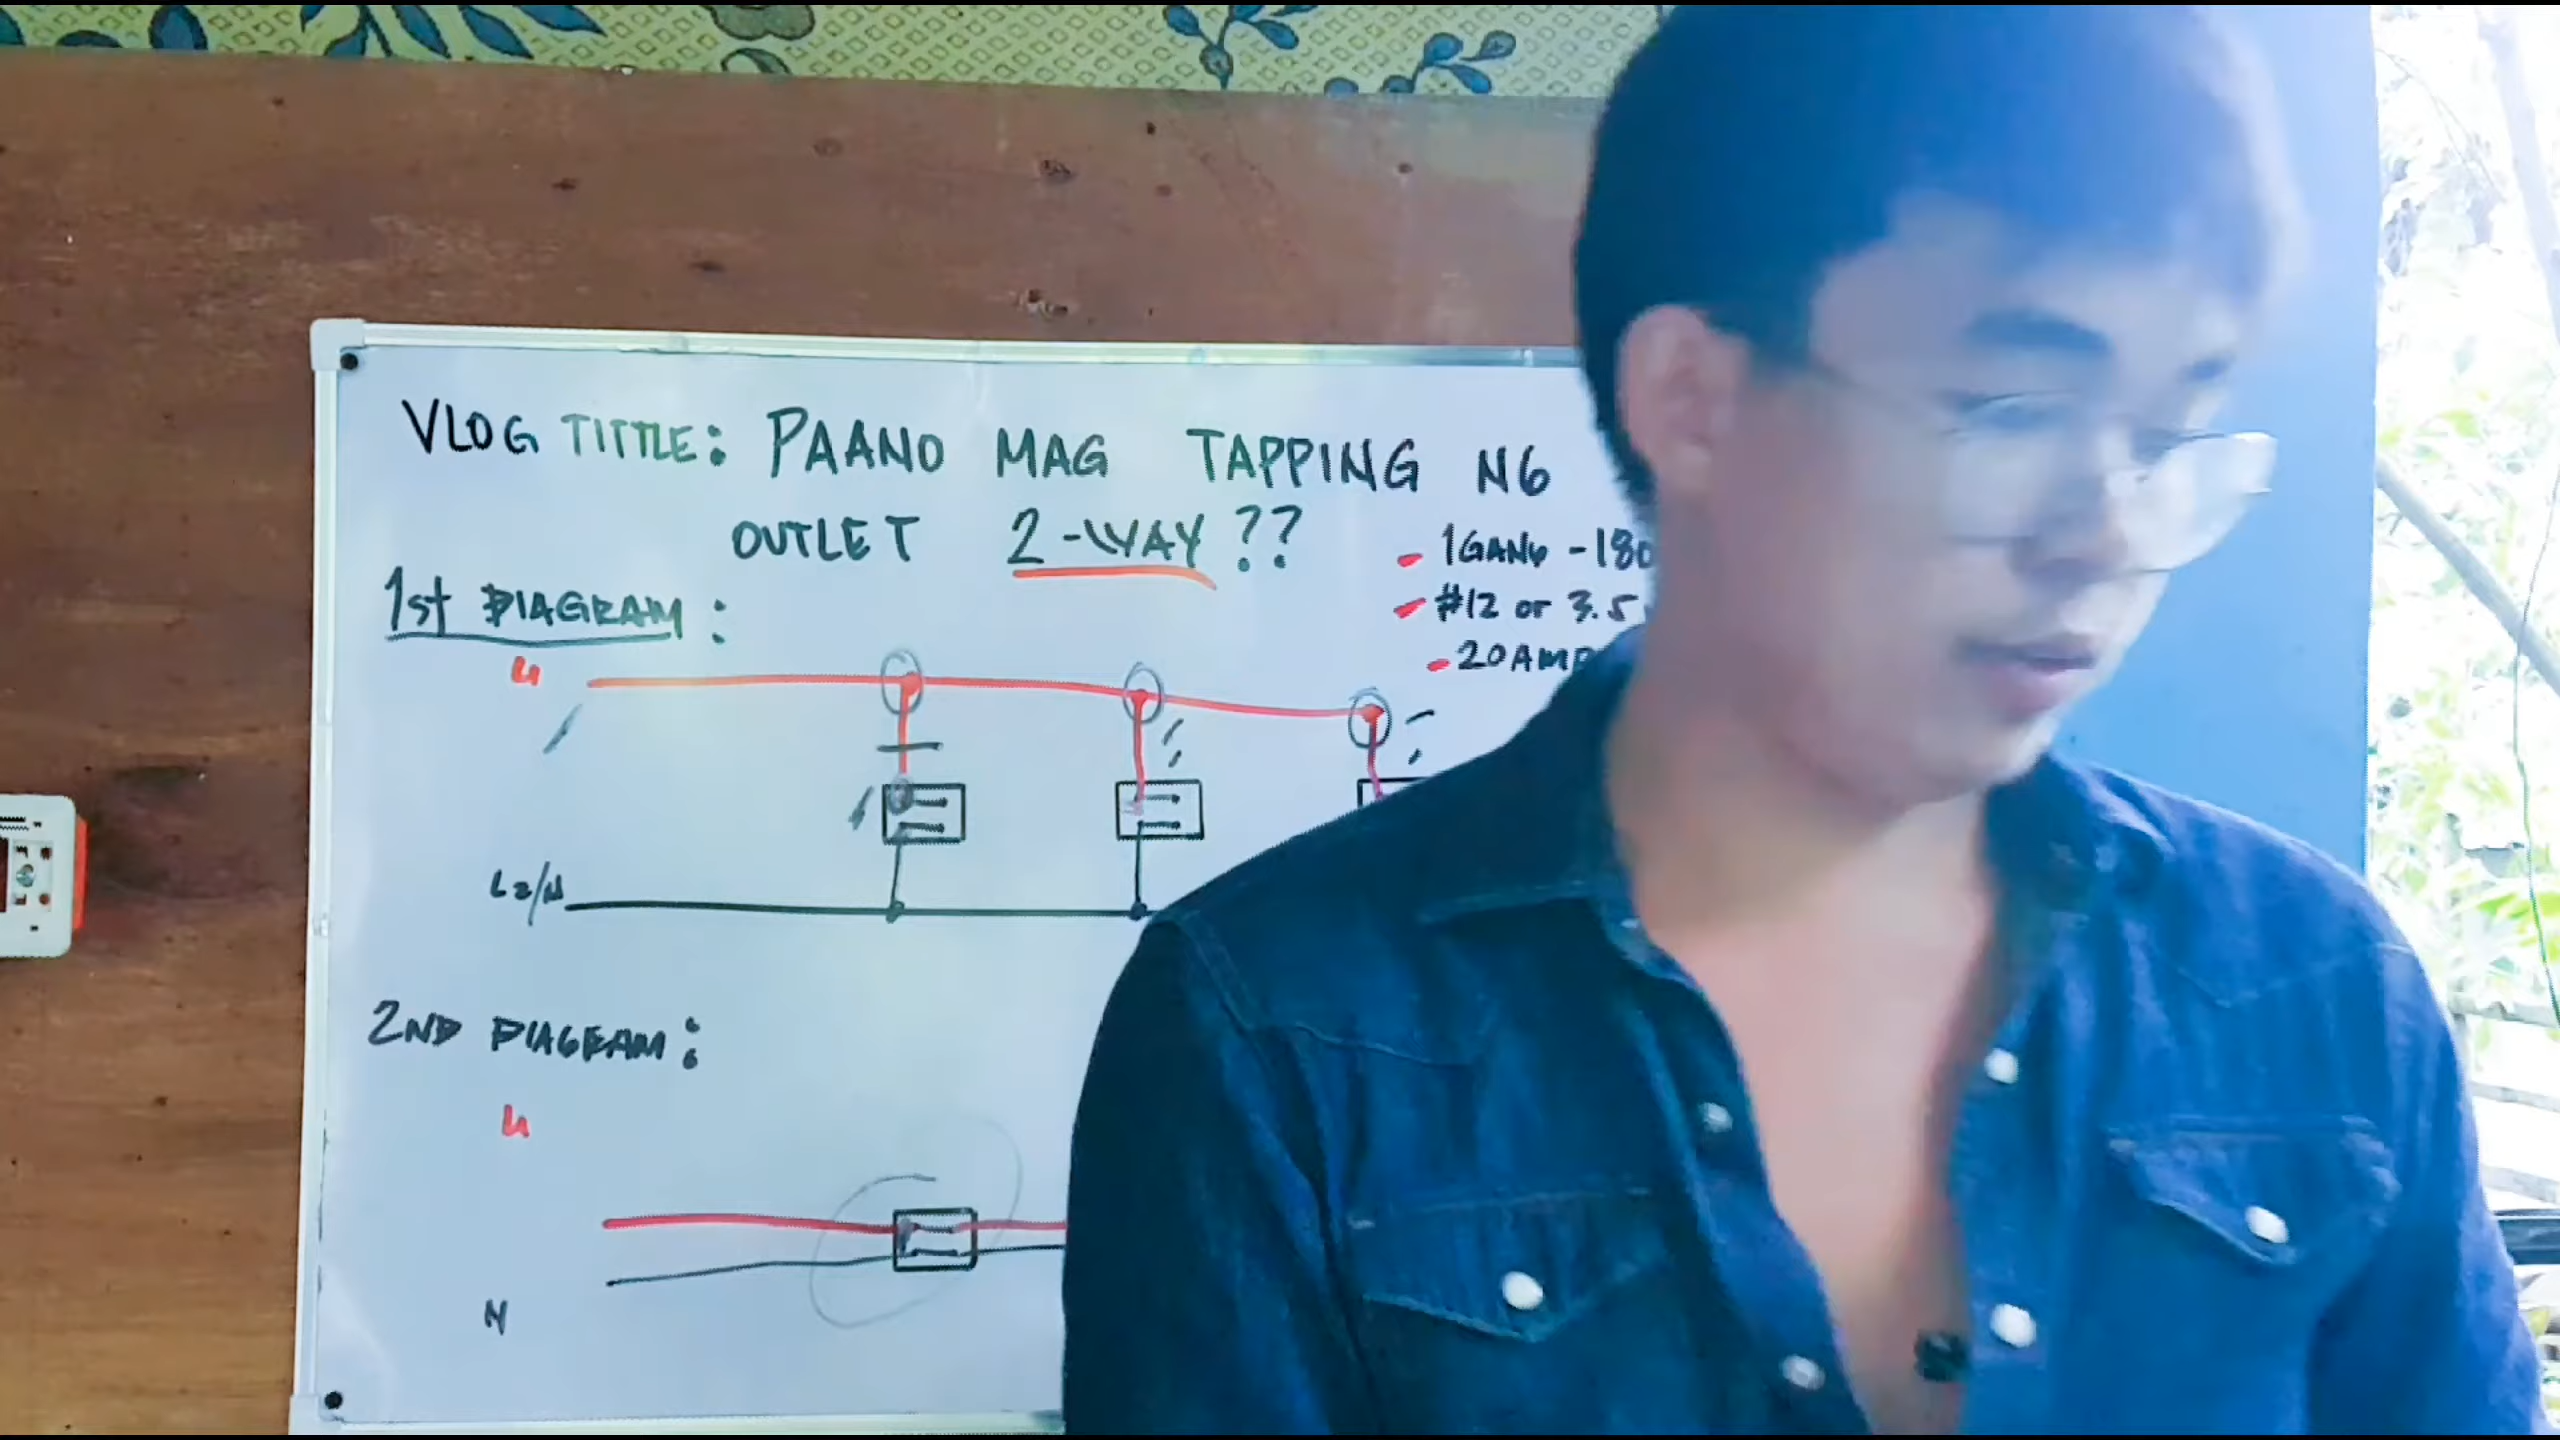 VLOG TITTLE: PAANO MAG TAPPING NG
OUTLET 2-WAY??
- 1GANG - 180
- #12 or 3.5
- 20AMP
1st DIAGRAM:
L1
L2/N
2ND DIAGRAM:
L1
N